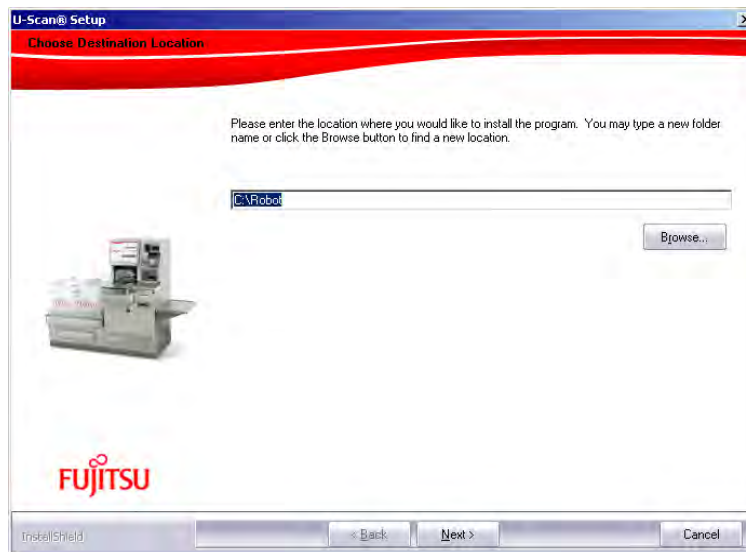 U-Scan® Setup
Choose Destination Location
Please enter the location where you would like to install the program. You may type a new folder
name or click the Browse button to find a new location.
C:\Robot
Browse...
FUJITSU
InstallShield
< Back
Next >
Cancel